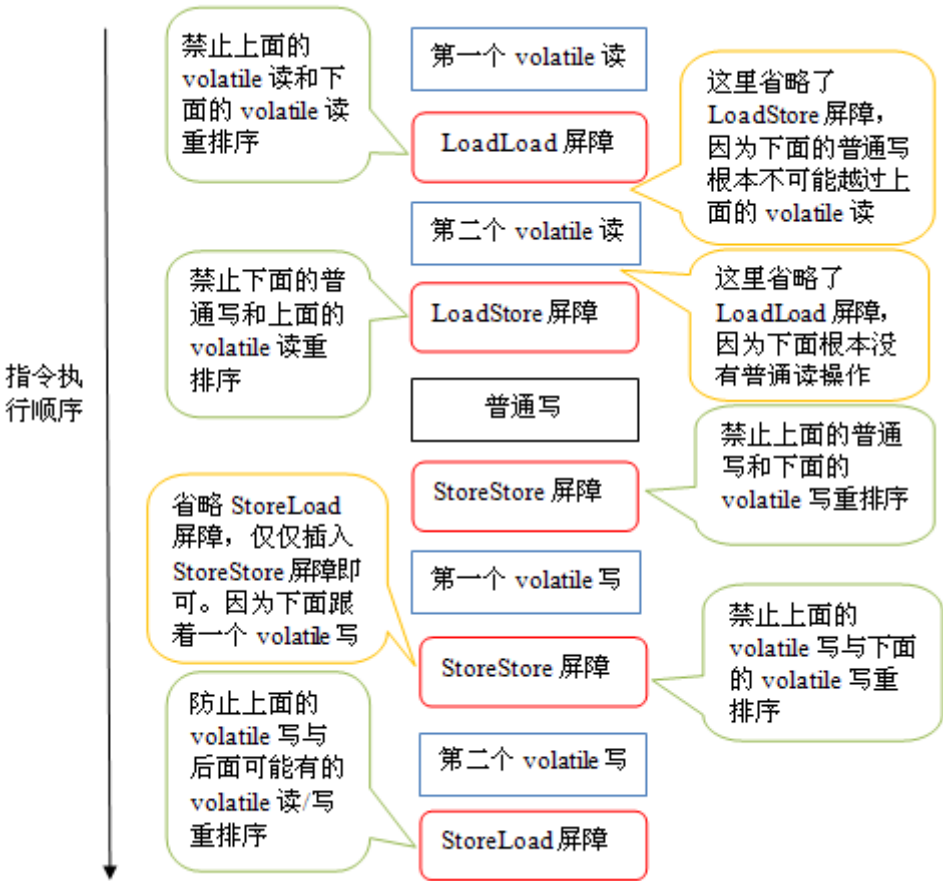 禁止上面的
volatile 读和下
面的 volatile 读
重排序
第一个 volatile 读
LoadLoad 屏障
这里省略了
LoadStore 屏障,
因为下面的普通写
根本不可能越过上
面的 volatile 读
第二个 volatile 读
禁止下面的普
通写和上面的
volatile 读重
排序
LoadStore 屏障
这里省略了
LoadLoad 屏障,
因为下面根本没
有普通读操作
指令执
行顺序
普通写
禁止上面的普通
写和下面的
volatile 写重排序
StoreStore 屏障
省略 StoreLoad
屏障，仅仅插入
StoreStore 屏障即
可。因为下面跟
着一个 volatile 写
第一个 volatile 写
禁止上面的
volatile 写与下面
的 volatile 写重
排序
StoreStore 屏障
防止上面的
volatile 写与
后面可能有的
volatile 读/写
重排序
第二个 volatile 写
StoreLoad 屏障